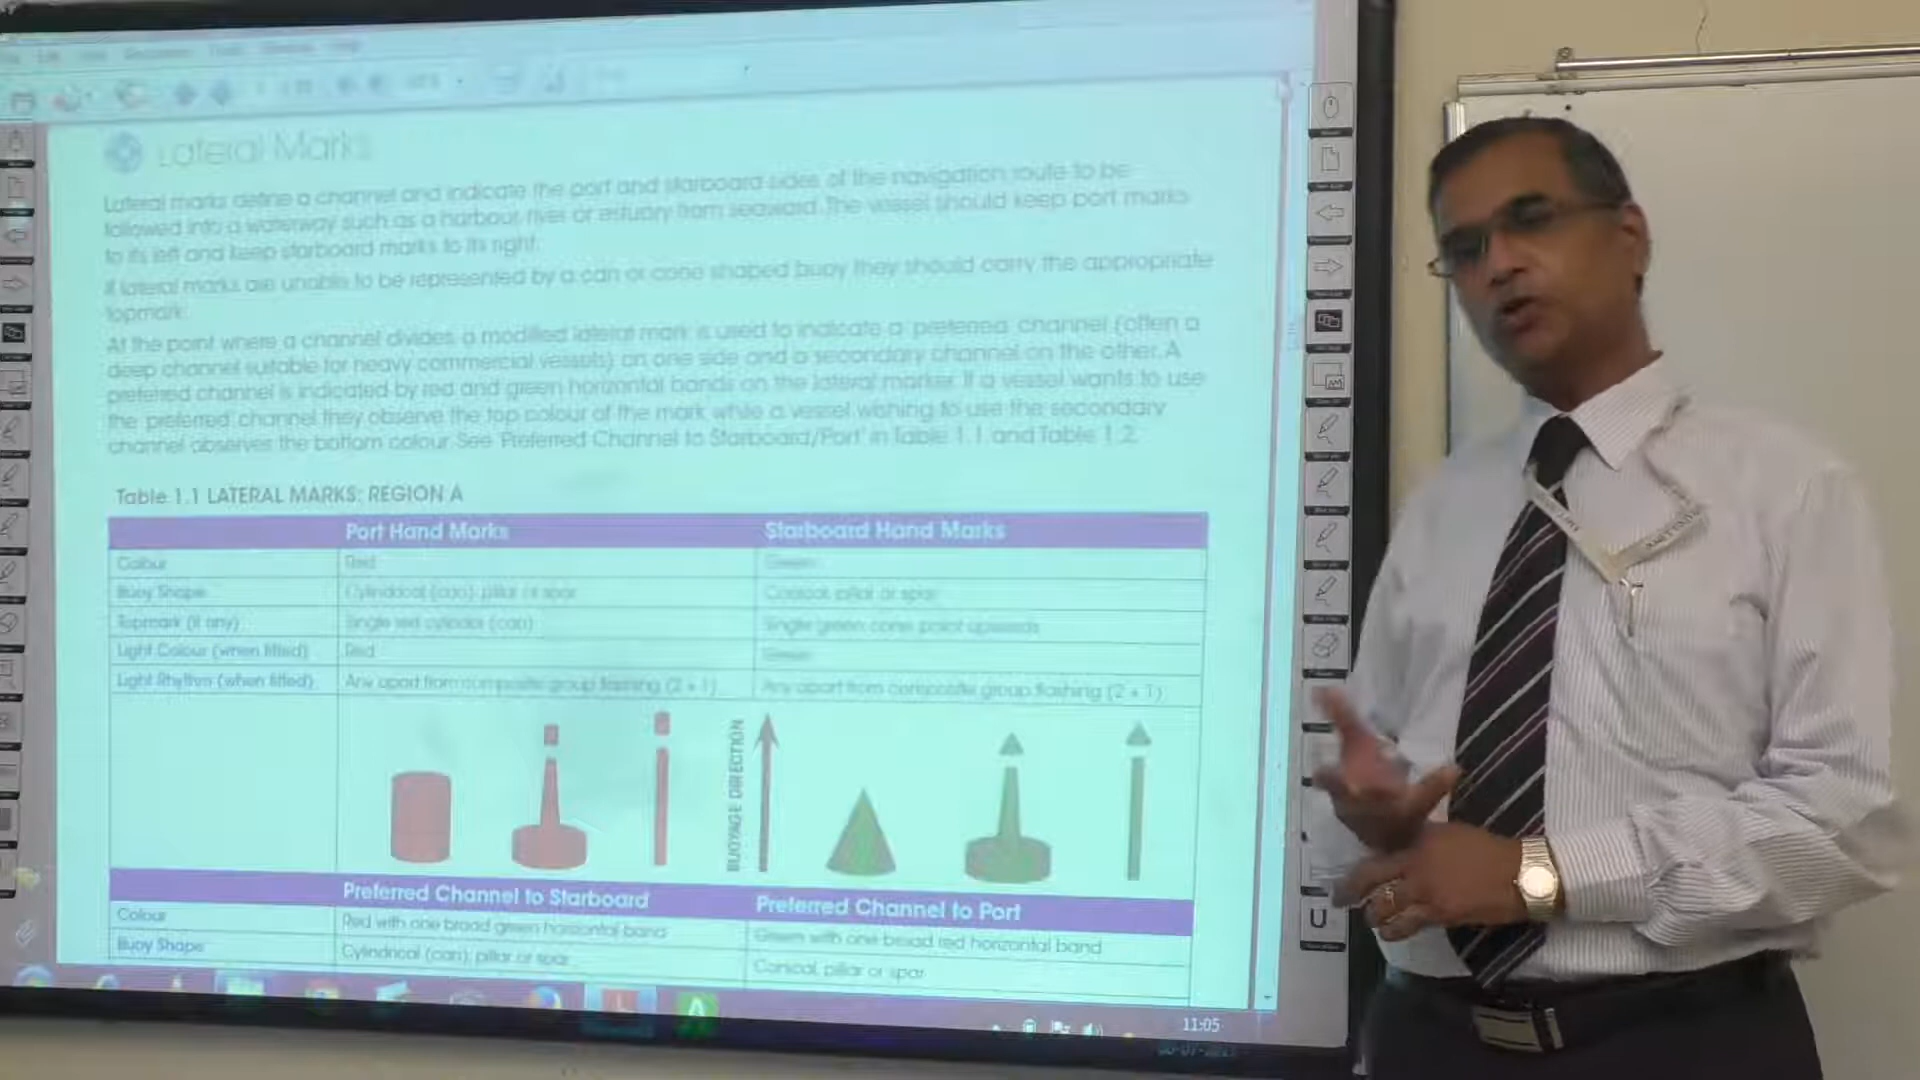 Lateral Marks
Lateral marks define a channel and indicate the port and starboard sides of the navigation route to be
followed into a waterway such as a harbour, river or estuary from seaward. The vessel should keep port marks
to its left and keep starboard marks to its right.
If lateral marks are unable to be represented by a can or cone shaped buoy they should carry the appropriate
topmark.
At the point where a channel divides, a modified lateral mark is used to indicate a 'preferred' channel (often a
deep channel suitable for heavy commercial vessels) on one side and a secondary channel on the other. A
preferred channel is indicated by red and green horizontal bands on the lateral marker. If a vessel wants to use
the preferred channel they observe the top colour of the mark, while a vessel wishing to use the secondary
channel observes the bottom colour. See 'Preferred Channel to Starboard/Port' in Table 1.1 and Table 1.2.
Table 1.1 LATERAL MARKS: REGION A
Port Hand Marks Starboard Hand Marks
Colour Red Green
Buoy Shape Cylindrical (can), pillar or spar Conical, pillar or spar
Topmark (if any) Single red cylinder (can) Single green cone, point upwards
Light Colour (when fitted) Red Green
Light Rhythm (when fitted) Any apart from composite group flashing (2 + 1) Any apart from composite group flashing (2 + 1)
BUOYAGE DIRECTION
Preferred Channel to Starboard Preferred Channel to Port
Colour Red with one broad green horizontal band Green with one broad red horizontal band
Buoy Shape Cylindrical (can), pillar or spar Conical, pillar or spar
11:05